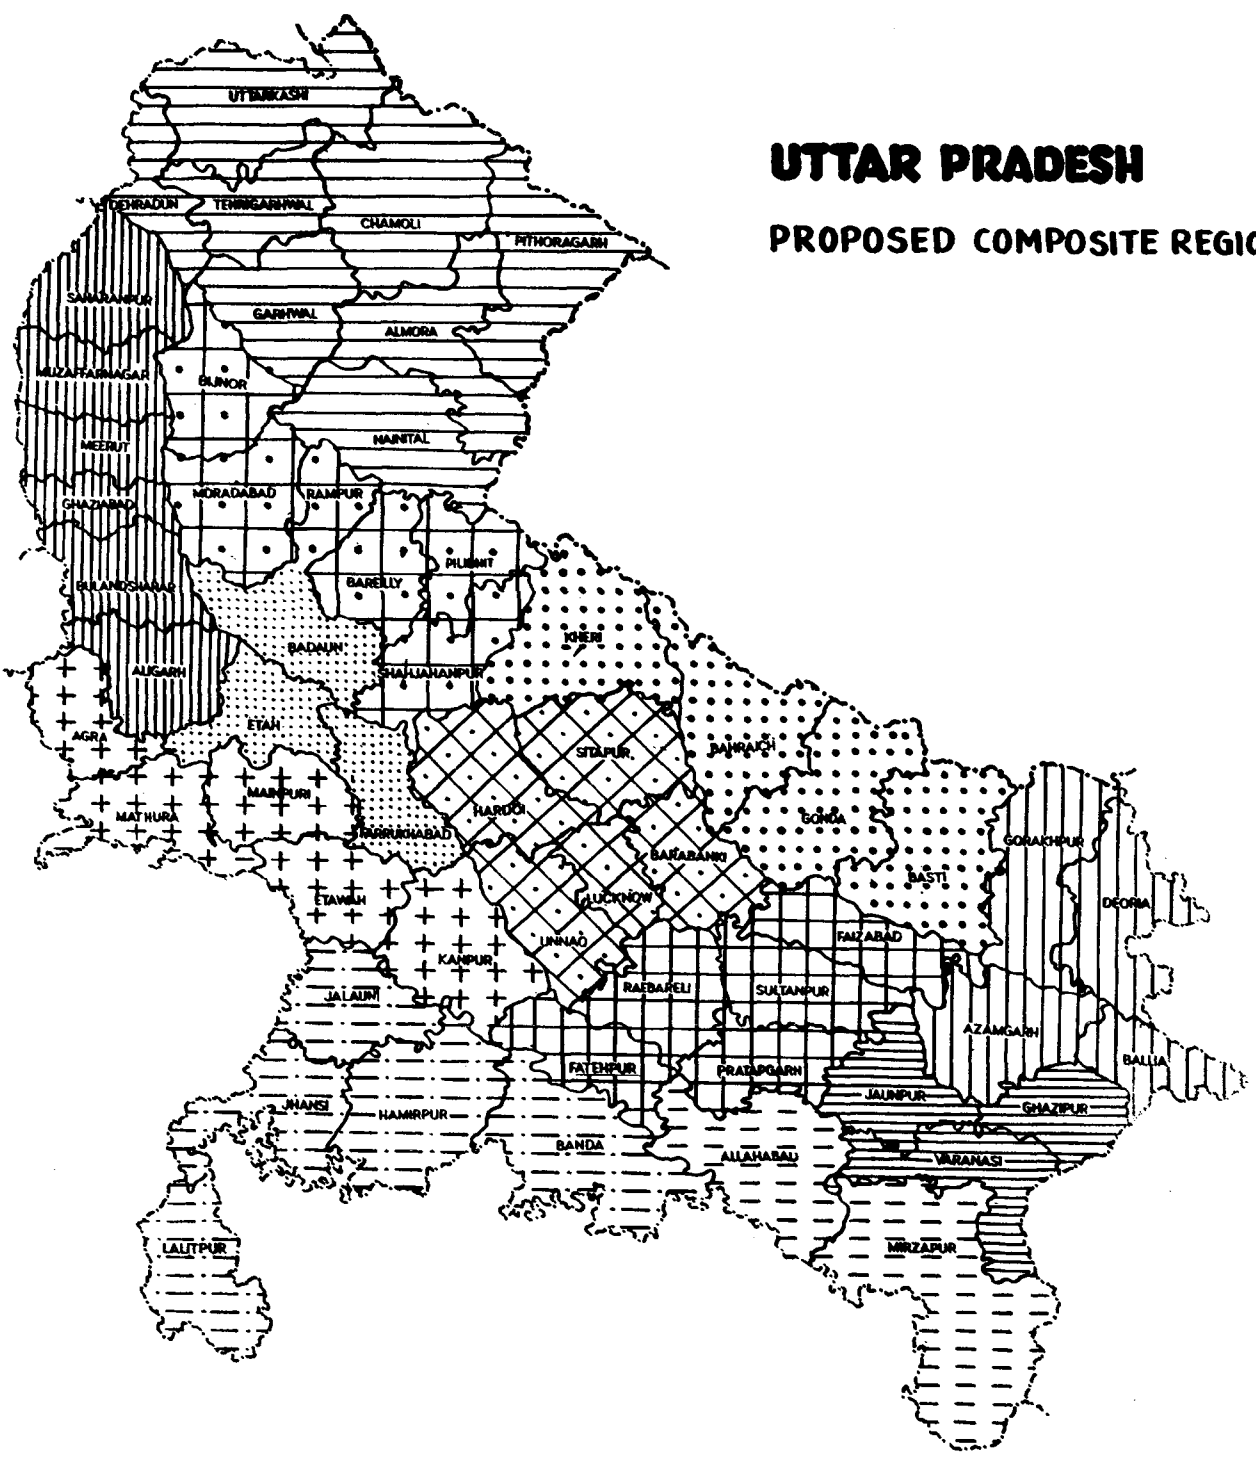 UTTAR PRADESH
PROPOSED COMPOSITE REGIO
UTTARKASHI
DEHRADUN
TEHRIGARHWAL
CHAMOLI
PITHORAGARH
SAHARANPUR
GARHWAL
ALMORA
MUZAFFARNAGAR
BIJNOR
MEERUT
NAINITAL
GHAZIABAD
MORADABAD
RAMPUR
BULANDSHAHAR
BAREILLY
PILIBHIT
BADAUN
KHERI
ALIGARH
SHAHJAHANPUR
AGRA
ETAH
SITAPUR
BAHRAICH
MATHURA
MAINPURI
HARDOI
GONDA
FARRUKHABAD
BARABANKI
GORAKHPUR
BASTI
ETAWAH
LUCKNOW
DEORIA
KANPUR
UNNAO
FAIZABAD
JALAUN
RAEBARELI
SULTANPUR
AZAMGARH
BALLIA
FATEHPUR
PRATAPGARH
JHANSI
HAMIRPUR
JAUNPUR
GHAZIPUR
BANDA
ALLAHABAD
VARANASI
LALITPUR
MIRZAPUR